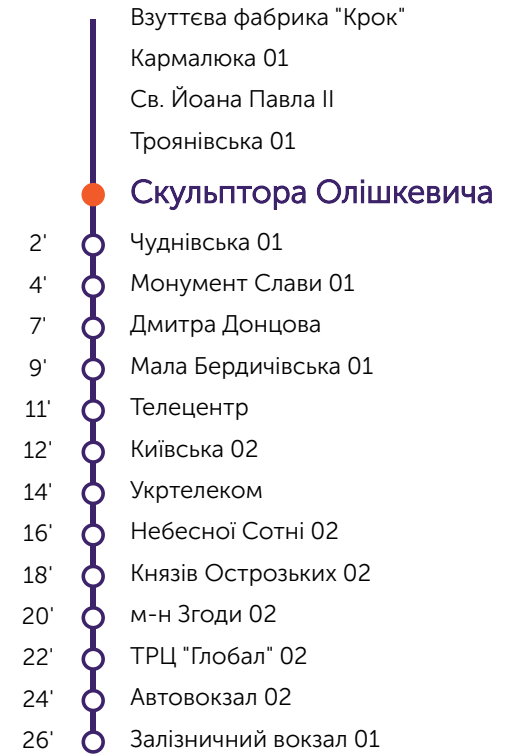 Взуттєва фабрика "Крок"
Кармалюка 01
Св. Йоана Павла ІІ
Троянівська 01
Скульптора Олішкевича
2' Чуднівська 01
4' Монумент Слави 01
7' Дмитра Донцова
9' Мала Бердичівська 01
11' Телецентр
12' Київська 02
14' Укртелеком
16' Небесної Сотні 02
18' Князів Острозьких 02
20' м-н Згоди 02
22' ТРЦ "Глобал" 02
24' Автовокзал 02
26' Залізничний вокзал 01